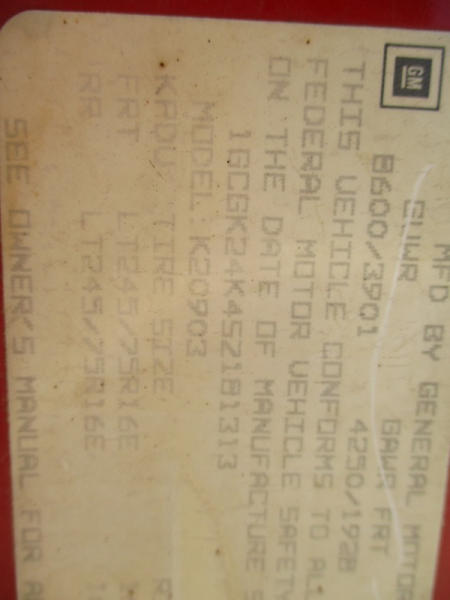 GM
MFD BY GENERAL MOTOR
GVWR GAWR FRT
8600/3901 4250/1928
THIS VEHICLE CONFORMS TO AL
FEDERAL MOTOR VEHICLE SAFETY
ON THE DATE OF MANUFACTURE S
1GCGK24K4S2181313
MODEL: K20903
TIRE SIZE
FRT LT245/75R16E
RR LT245/75R16E
SEE OWNER'S MANUAL FOR A